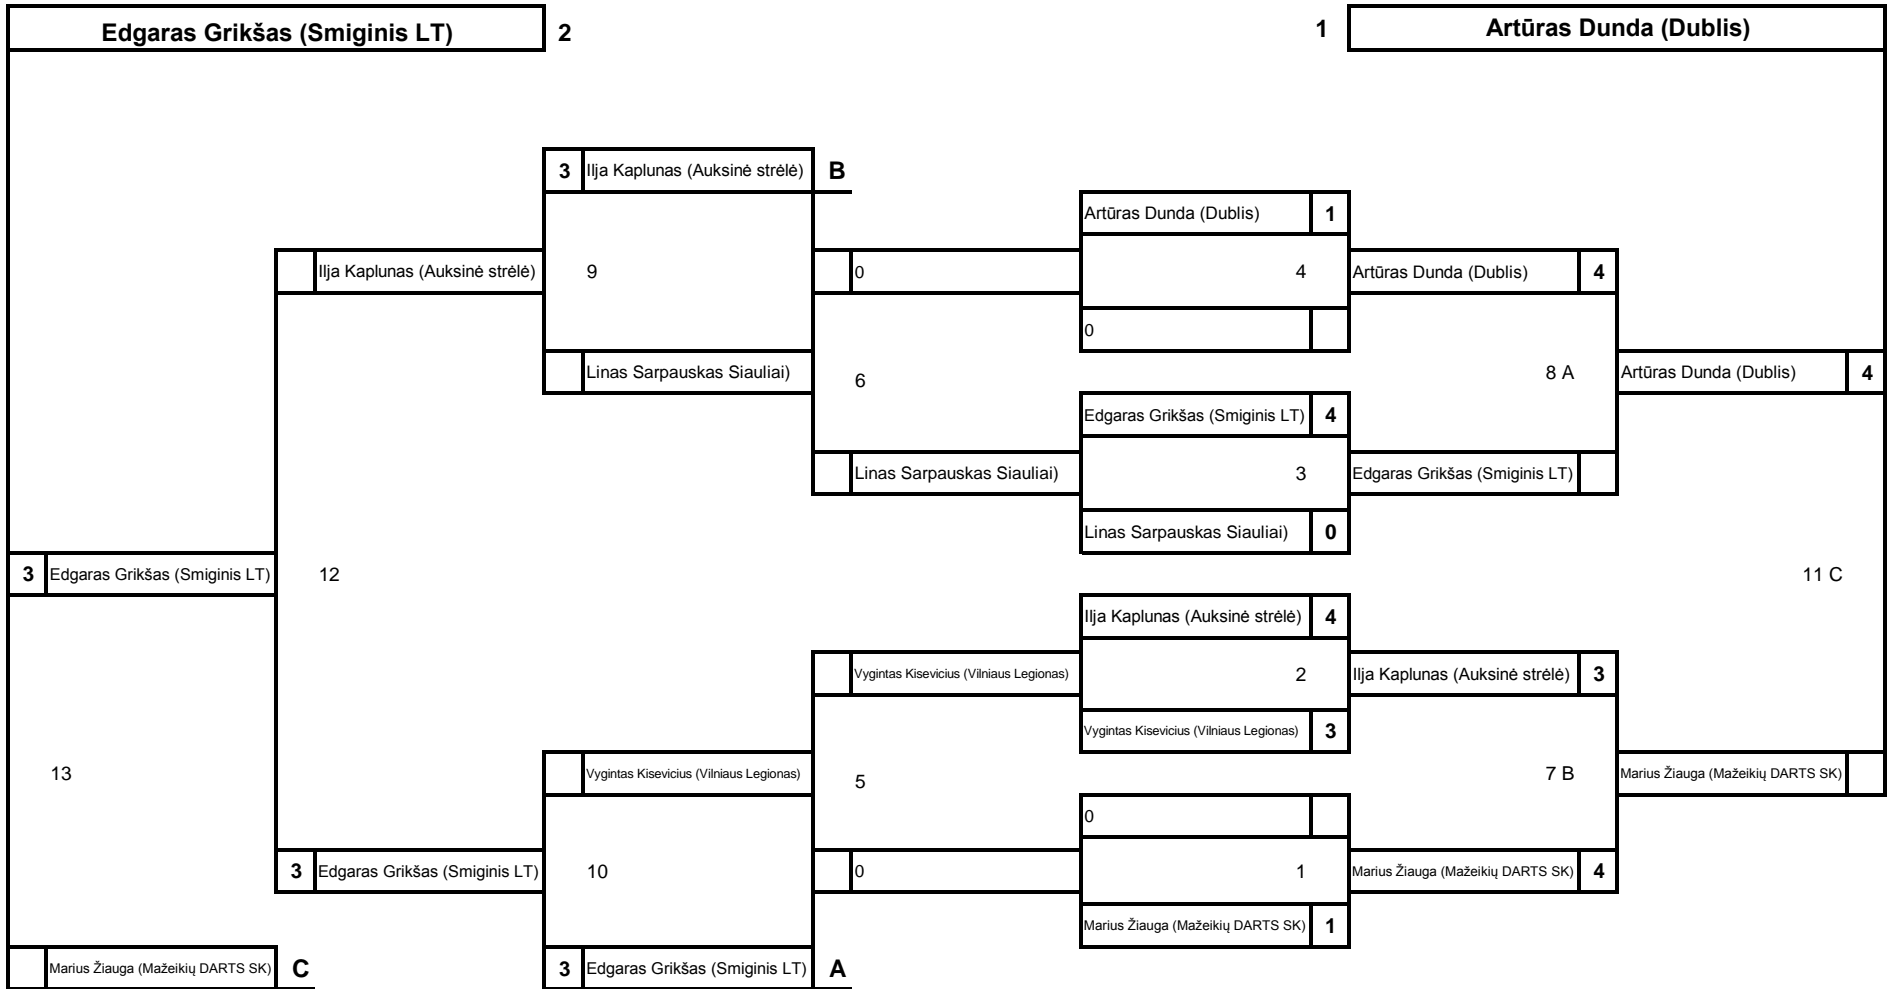 Edgaras Grikšas (Smiginis LT) 2 1 Artūras Dunda (Dublis)
3 Ilja Kaplunas (Auksinė strėlė) B
Artūras Dunda (Dublis) 1
Ilja Kaplunas (Auksinė strėlė) 9 0 4 Artūras Dunda (Dublis) 4
0
Linas Sarpauskas Siauliai) 6 8 A Artūras Dunda (Dublis) 4
Edgaras Grikšas (Smiginis LT) 4
Linas Sarpauskas Siauliai) 3 Edgaras Grikšas (Smiginis LT)
Linas Sarpauskas Siauliai) 0
3 Edgaras Grikšas (Smiginis LT) 12 11 C
Ilja Kaplunas (Auksinė strėlė) 4
Vygintas Kisevicius (Vilniaus Legionas) 2 Ilja Kaplunas (Auksinė strėlė) 3
Vygintas Kisevicius (Vilniaus Legionas) 3
13 Vygintas Kisevicius (Vilniaus Legionas) 5 7 B Marius Žiauga (Mažeikių DARTS SK)
0
3 Edgaras Grikšas (Smiginis LT) 10 0 1 Marius Žiauga (Mažeikių DARTS SK) 4
Marius Žiauga (Mažeikių DARTS SK) 1
Marius Žiauga (Mažeikių DARTS SK) C 3 Edgaras Grikšas (Smiginis LT) A